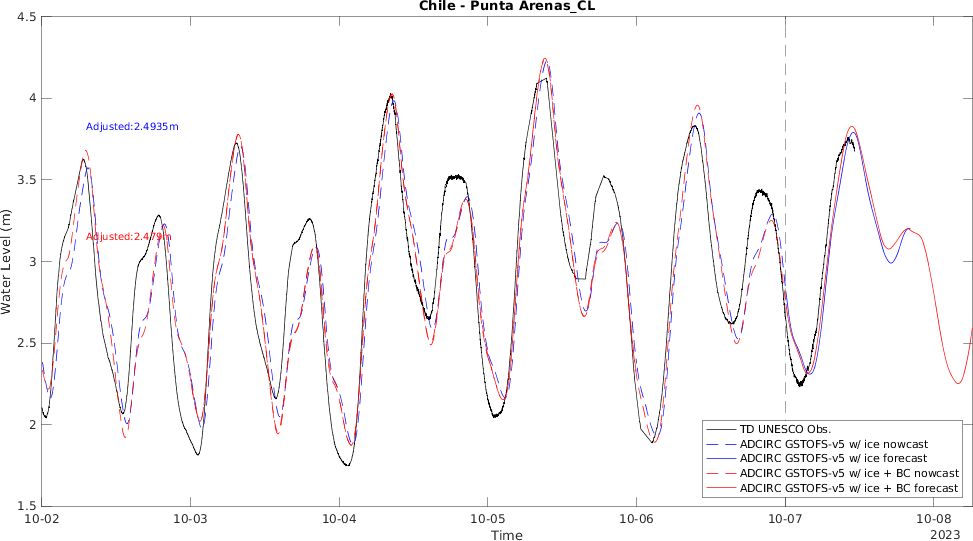 Chile - Punta Arenas_CL
4.5
4
3.5
3
2.5
2
1.5
Water Level (m)
Adjusted:2.4935m
Adjusted:2.479m
TD UNESCO Obs.
ADCIRC GSTOFS-v5 w/ ice nowcast
ADCIRC GSTOFS-v5 w/ ice forecast
ADCIRC GSTOFS-v5 w/ ice + BC nowcast
ADCIRC GSTOFS-v5 w/ ice + BC forecast
10-02 10-03 10-04 10-05 10-06 10-07 10-08
Time
2023